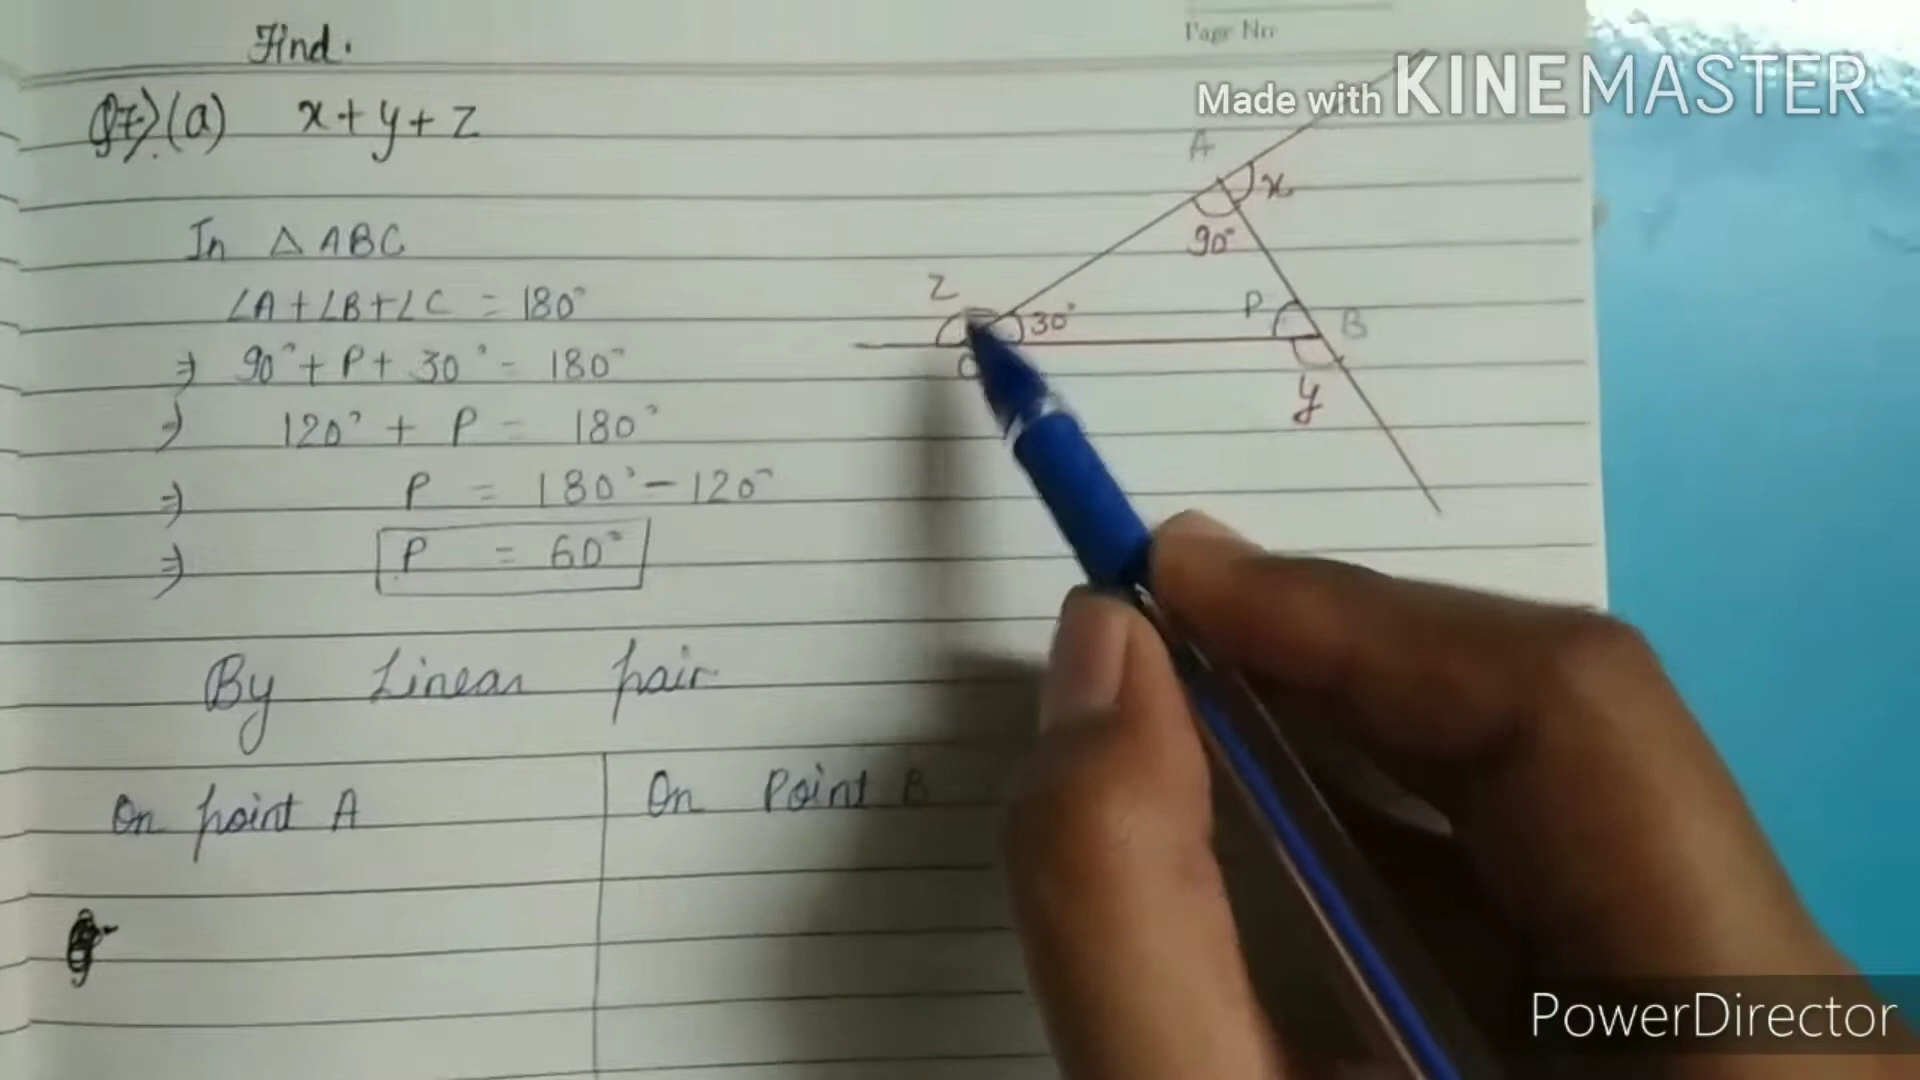 Find.
Q7>(a) x+y+z
In △ABC
∠A+∠B+∠C = 180°
⇒ 90°+P+30° = 180°
⇒ 120° + P = 180°
⇒ P = 180°-120°
⇒ P = 60°
By Linear pair
On point A
On Point B
Page No
Made with KINEMASTER
A
x
90°
Z
30°
P
B
y
PowerDirector